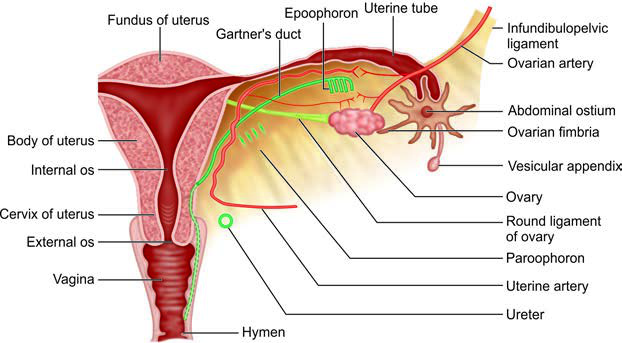 Fundus of uterus
Gartner's duct
Epoophoron
Uterine tube
Infundibulopelvic
ligament
Ovarian artery
Abdominal ostium
Ovarian fimbria
Vesicular appendix
Ovary
Round ligament
of ovary
Paroophoron
Uterine artery
Ureter
Body of uterus
Internal os
Cervix of uterus
External os
Vagina
Hymen